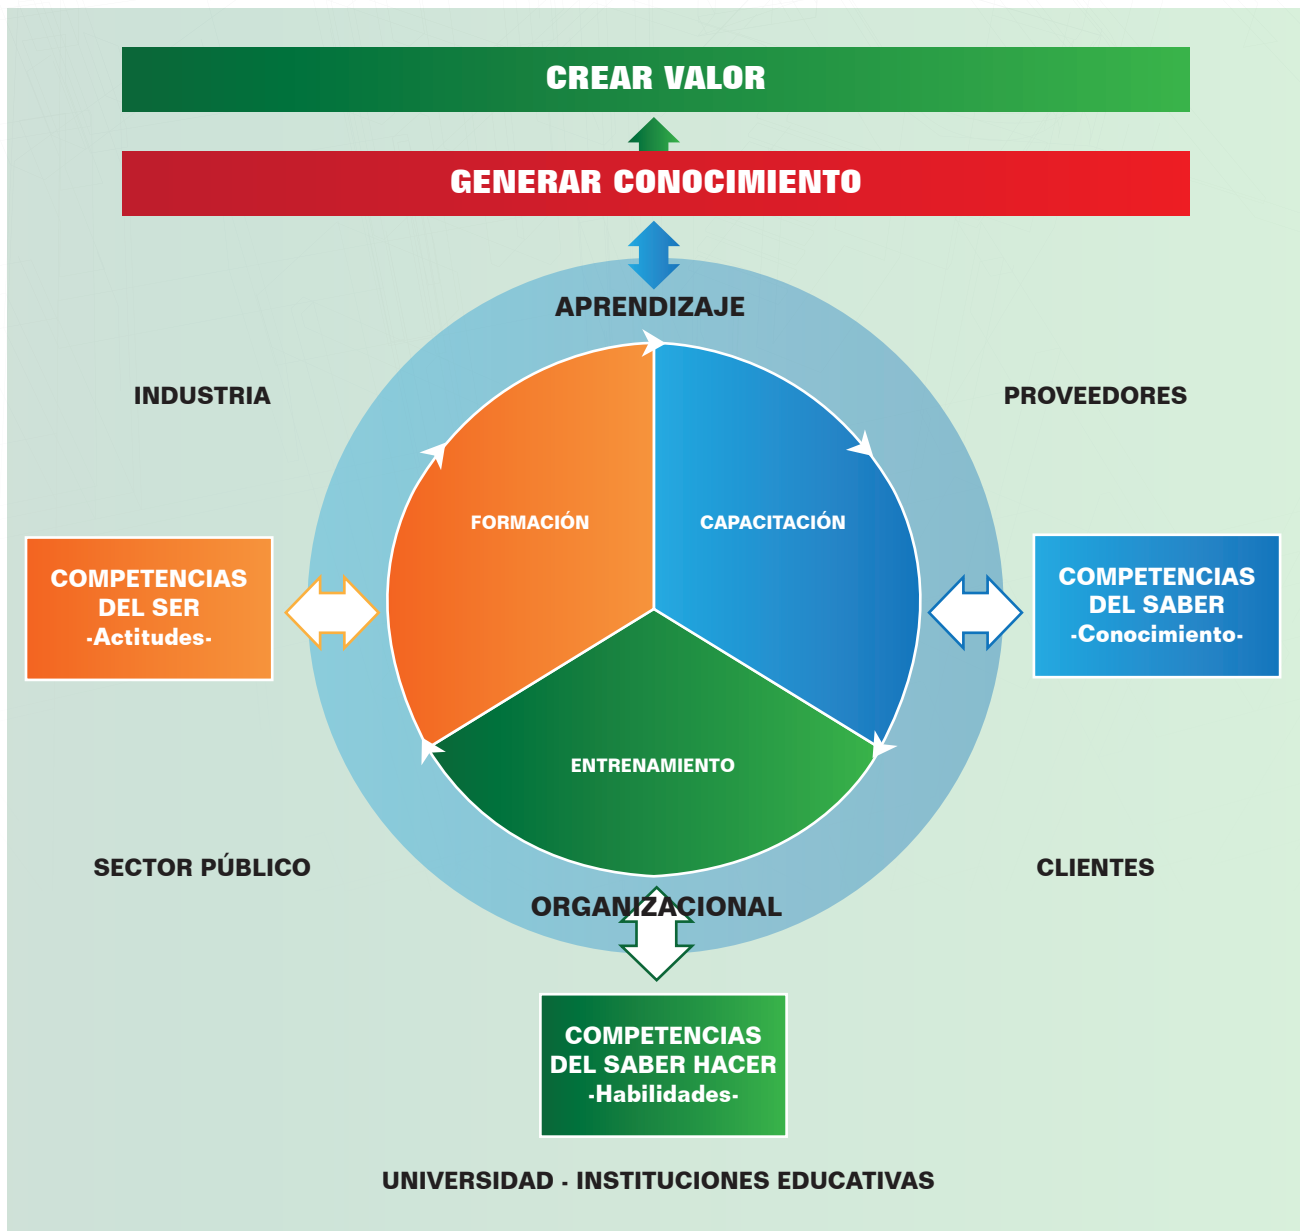 CREAR VALOR
GENERAR CONOCIMIENTO
APRENDIZAJE
INDUSTRIA
PROVEEDORES
FORMACIÓN
CAPACITACIÓN
COMPETENCIAS
DEL SER
-Actitudes-
COMPETENCIAS
DEL SABER
-Conocimiento-
ENTRENAMIENTO
SECTOR PÚBLICO
CLIENTES
ORGANIZACIONAL
COMPETENCIAS
DEL SABER HACER
-Habilidades-
UNIVERSIDAD - INSTITUCIONES EDUCATIVAS